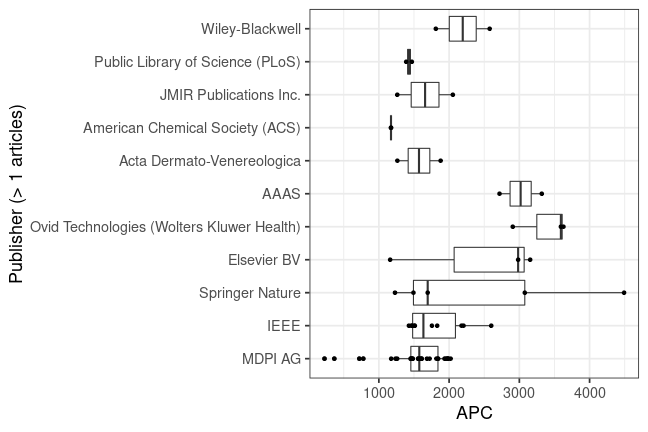 Publisher (> 1 articles)
Wiley-Blackwell
Public Library of Science (PLoS)
JMIR Publications Inc.
American Chemical Society (ACS)
Acta Dermato-Venereologica
AAAS
Ovid Technologies (Wolters Kluwer Health)
Elsevier BV
Springer Nature
IEEE
MDPI AG
1000 2000 3000 4000
APC